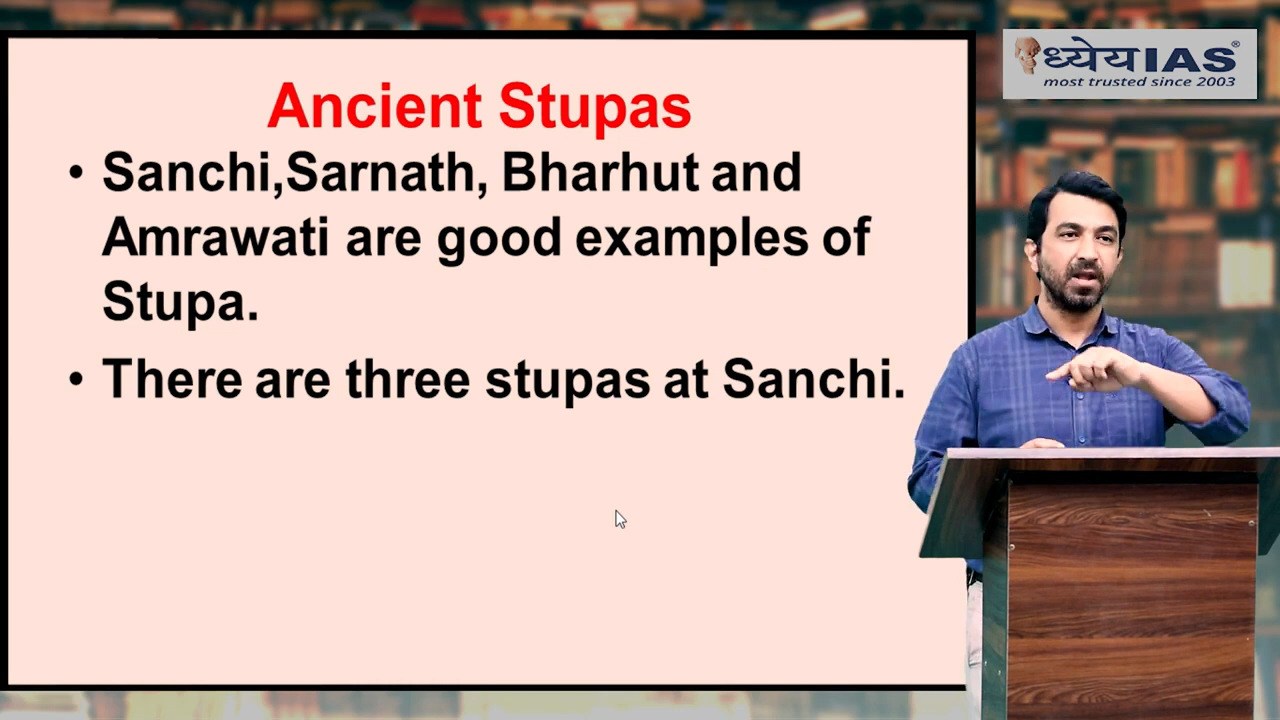 Ancient Stupas
• Sanchi,Sarnath, Bharhut and
Amrawati are good examples of
Stupa.
• There are three stupas at Sanchi.
ध्येयIAS®
most trusted since 2003